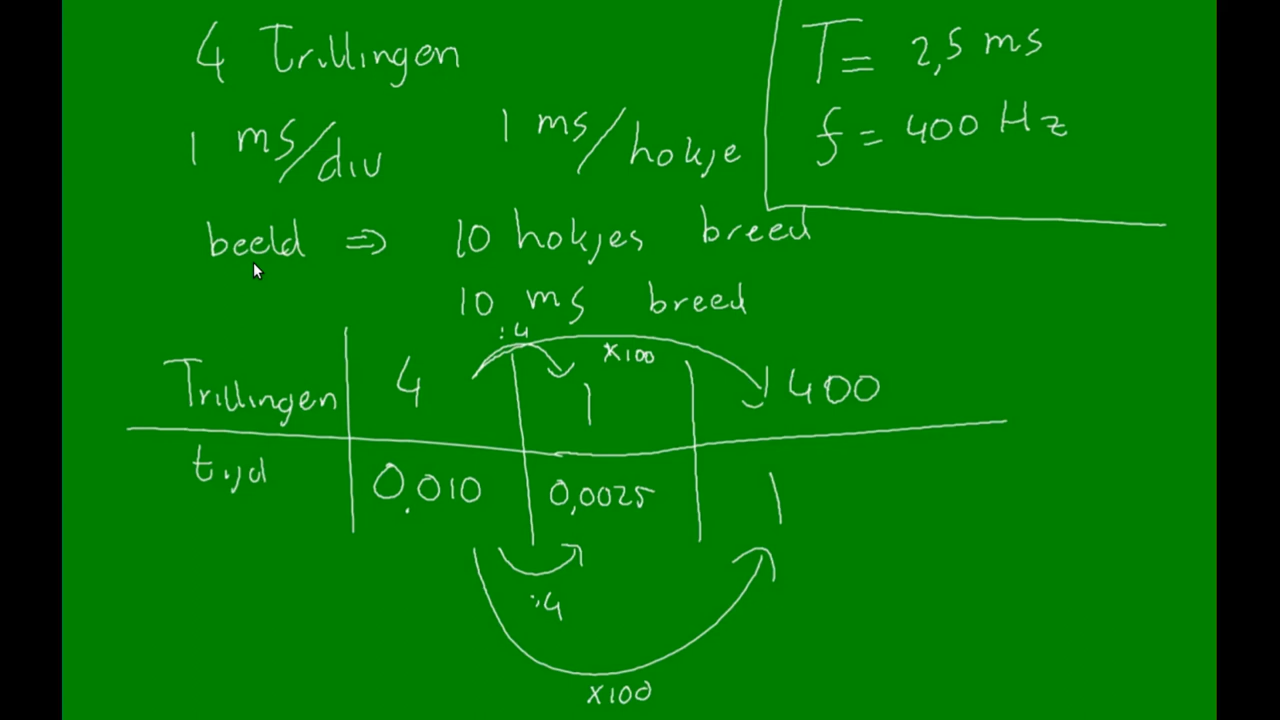 4 Trillingen
T = 2,5 ms
1 ms/div 1 ms/hokje
f = 400 Hz
beeld ⇒ 10 hokjes breed
10 ms breed
:4
x100
Trillingen 4 1 400
tijd 0,010 0,0025 1
:4
x100